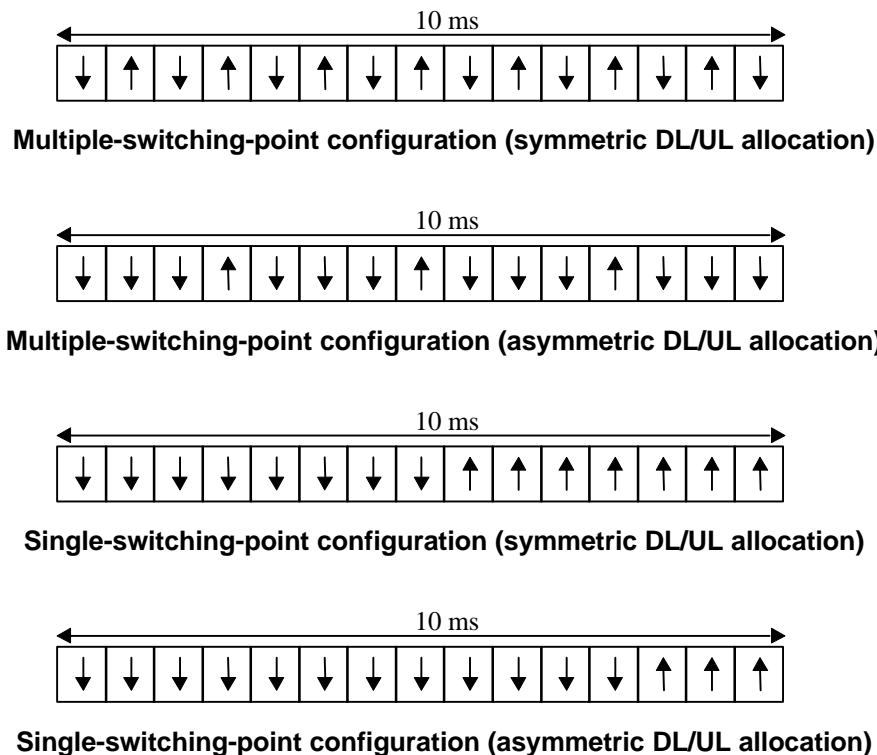 10 ms
Multiple-switching-point configuration (symmetric DL/UL allocation)
10 ms
Multiple-switching-point configuration (asymmetric DL/UL allocation)
10 ms
Single-switching-point configuration (symmetric DL/UL allocation)
10 ms
Single-switching-point configuration (asymmetric DL/UL allocation)